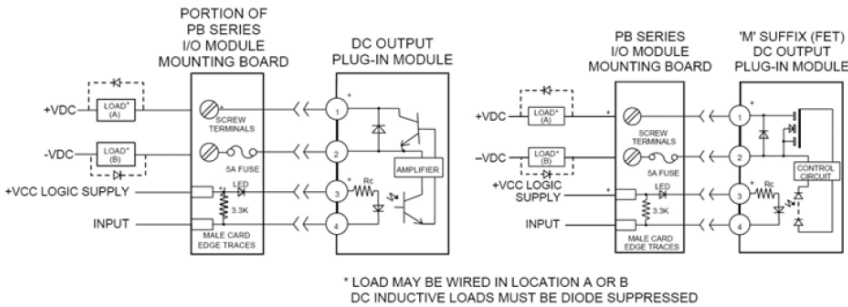 PORTION OF
PB SERIES
I/O MODULE
MOUNTING BOARD
DC OUTPUT
PLUG-IN MODULE
+VDC
LOAD*
(A)
+
SCREW
TERMINALS
+
1
-VDC
LOAD*
(B)
5A FUSE
2
AMPLIFIER
+VCC LOGIC SUPPLY
+
LED
+
3
Rc
3.3K
INPUT
4
MALE CARD
EDGE TRACES
PB SERIES
I/O MODULE
MOUNTING BOARD
'M' SUFFIX (FET)
DC OUTPUT
PLUG-IN MODULE
+VDC
LOAD*
(A)
+
SCREW
TERMINALS
+
1
–VDC
LOAD*
(B)
5A FUSE
2
CONTROL
CIRCUIT
+VCC LOGIC
SUPPLY
+
LED
+
3
Rc
3.3K
INPUT
4
MALE CARD
EDGE TRACES
* LOAD MAY BE WIRED IN LOCATION A OR B
DC INDUCTIVE LOADS MUST BE DIODE SUPPRESSED